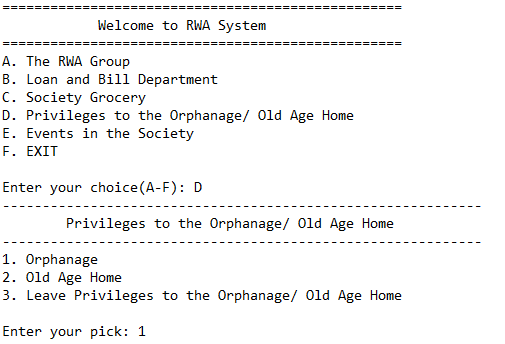 ==================================================
Welcome to RWA System
==================================================
A. The RWA Group
B. Loan and Bill Department
C. Society Grocery
D. Privileges to the Orphanage/ Old Age Home
E. Events in the Society
F. EXIT
Enter your choice(A-F): D
------------------------------------------------------------
Privileges to the Orphanage/ Old Age Home
------------------------------------------------------------
1. Orphanage
2. Old Age Home
3. Leave Privileges to the Orphanage/ Old Age Home
Enter your pick: 1